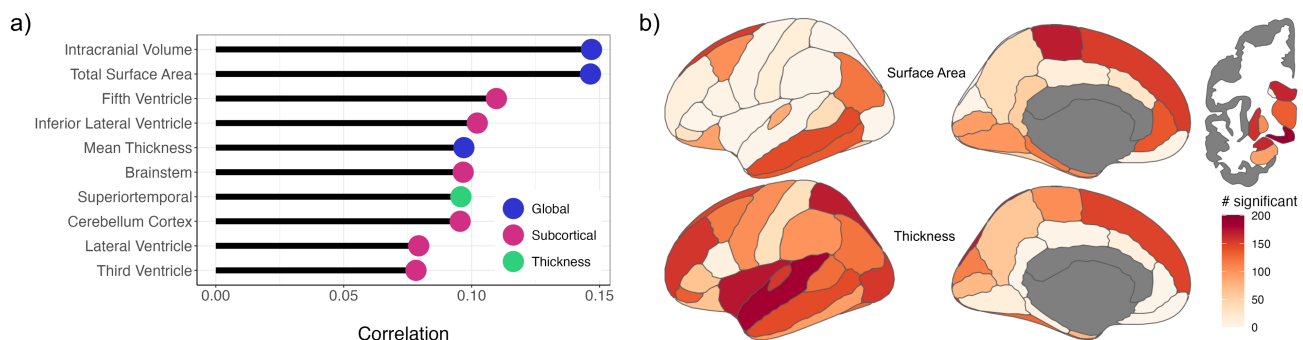 a)
Intracranial Volume
Total Surface Area
Fifth Ventricle
Inferior Lateral Ventricle
Mean Thickness
Brainstem
Superiortemporal
Cerebellum Cortex
Lateral Ventricle
Third Ventricle
0.00 0.05 0.10 0.15
Correlation
Global
Subcortical
Thickness
b)
Surface Area
Thickness
# significant
200
150
100
50
0